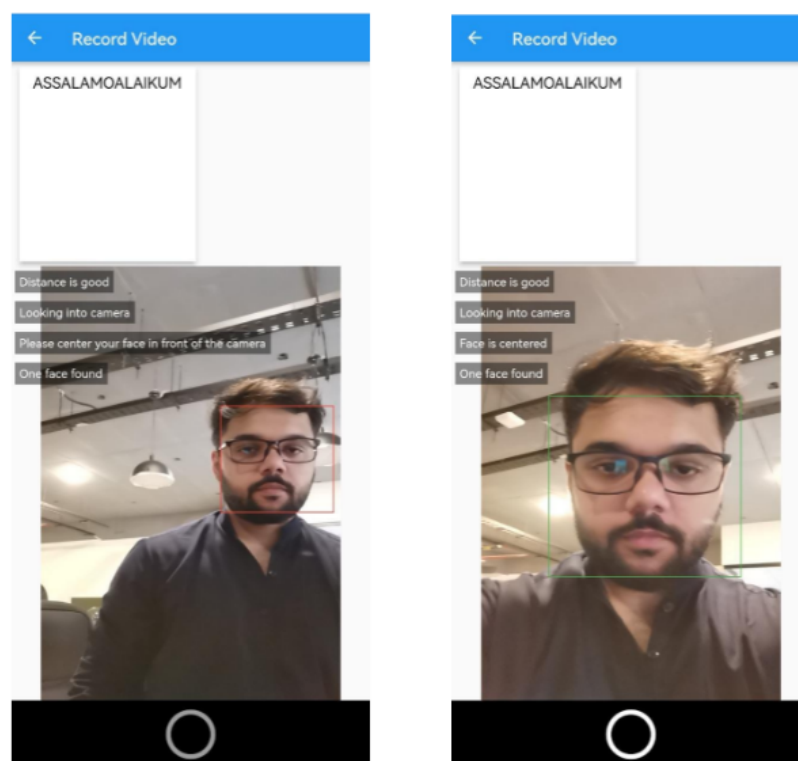 Record Video
ASSALAMOALAIKUM
Distance is good
Looking into camera
Please center your face in front of the camera
One face found
Record Video
ASSALAMOALAIKUM
Distance is good
Looking into camera
Face is centered
One face found